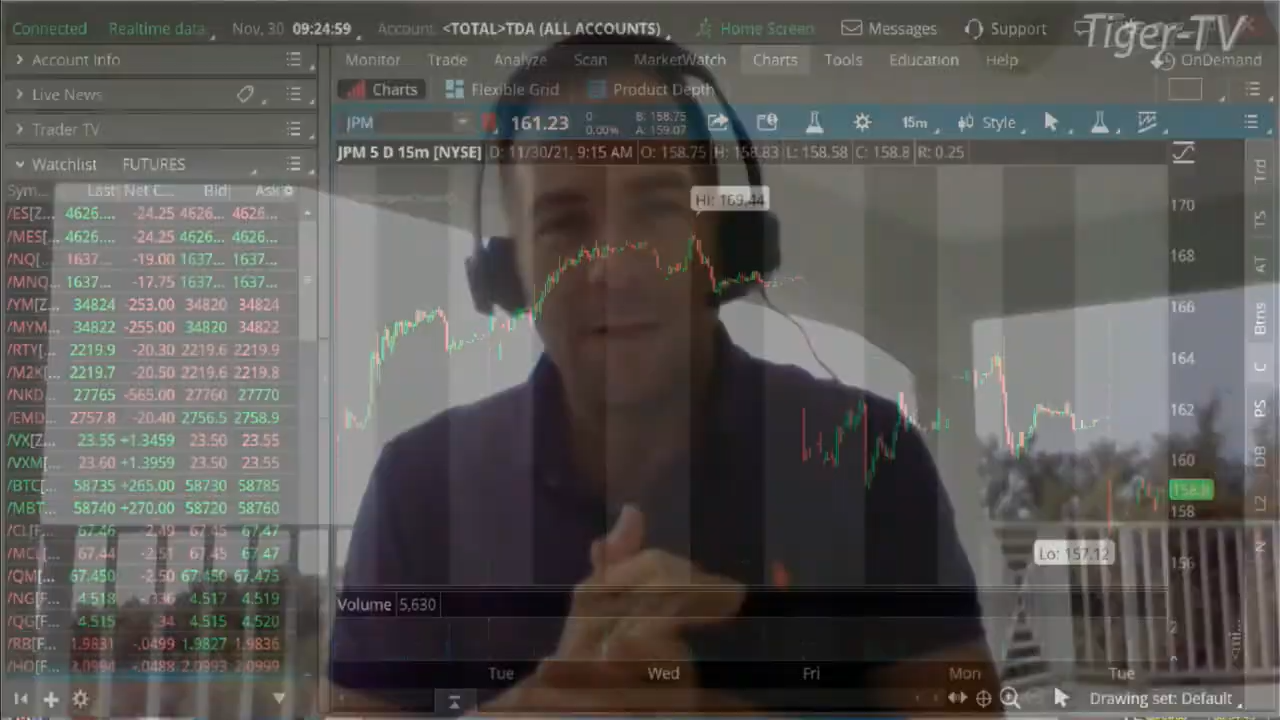 Connected Realtime data Nov, 30 09:24:59 Account <TOTAL>TDA (ALL ACCOUNTS) Home Screen Messages Support
Tiger-TV
OnDemand
Account Info
Live News
Trader TV
Watchlist FUTURES
Monitor Trade Analyze Scan MarketWatch Charts Tools Education Help
Charts Flexible Grid Product Depth
JPM 161.23 0 0.00% B: 158.75 A: 159.07 15m Style
JPM 5 D 15m [NYSE] D: 11/30/21, 9:15 AM O: 158.75 H: 158.83 L: 158.58 C: 158.8 R: 0.25
Sym... Last Net C... Bid Ask
/ES[Z... 4626.... -24.25 4626... 4626...
/MES[... 4626.... -24.25 4626... 4626...
/NQ[... 1637... -19.00 1637... 1637...
/MNQ... 1637... -17.75 1637... 1637...
/YM[Z... 34824 -253.00 34820 34824
/MYM... 34822 -255.00 34820 34822
/RTY[... 2219.9 -20.30 2219.6 2219.9
/M2K[... 2219.7 -20.50 2219.6 2219.8
/NKD... 27765 -565.00 27760 27770
/EMD... 2757.8 -20.40 2756.5 2758.9
/VX[Z... 23.55 +1.3459 23.50 23.55
/VXM[... 23.60 +1.3959 23.50 23.55
/BTC[... 58735 +265.00 58730 58785
/MBT[... 58740 +270.00 58720 58760
/CL[F... 67.46 -2.49 67.45 67.47
/MCL[... 67.44 -2.51 67.45 67.47
/QM[... 67.450 -2.50 67.450 67.475
/NG[F... 4.518 -.336 4.517 4.519
/QG[F... 4.515 .34 4.515 4.520
/RB[F... 1.9831 -.0499 1.9827 1.9836
/HO[F... 2.0994 -.0488 2.0993 2.0999
Hi: 169.44
Lo: 157.12
170
168
166
164
162
160
158.8
158
156
Trd
TS
AT
Btns
C
PS
DB
L2
N
Volume 5,630
2
0
Tue Wed Fri Mon Tue
Drawing set: Default